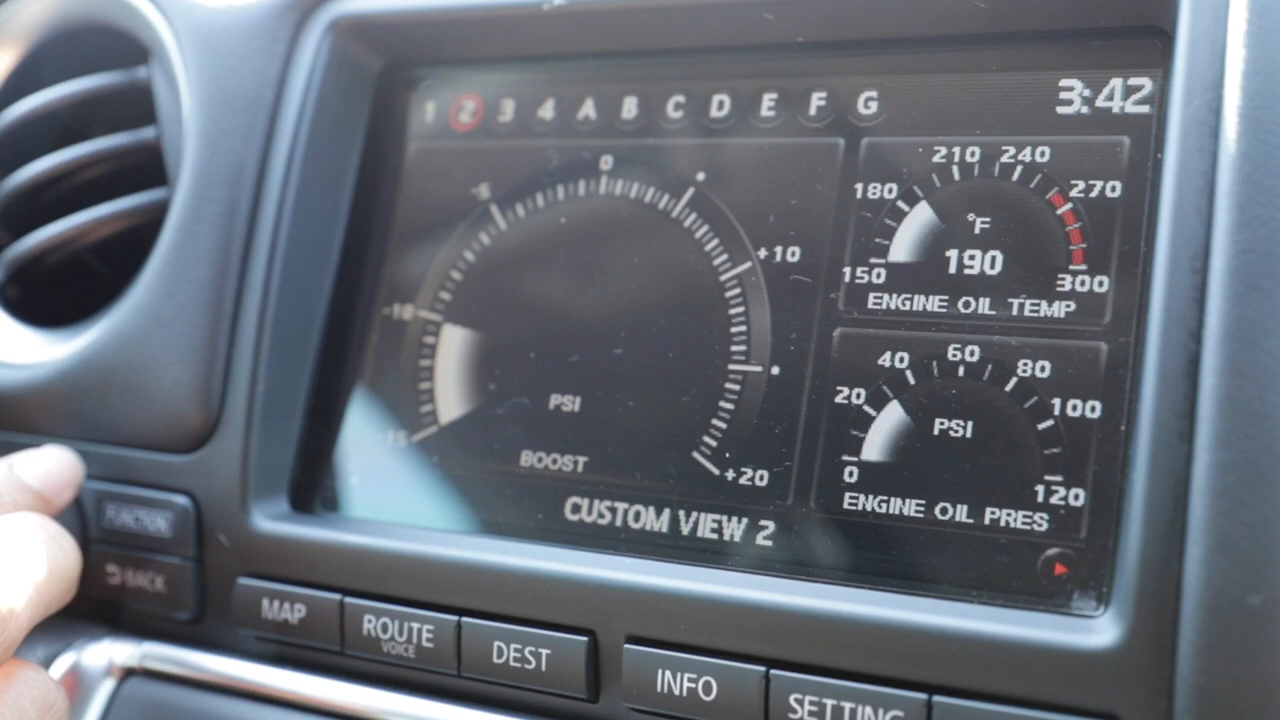 1 2 3 4 A B C D E F G
3:42
0
-5
+10
-10
-15
+20
PSI
BOOST
210 240
180 270
°F
190
150 300
ENGINE OIL TEMP
60
40 80
20 100
PSI
0 120
ENGINE OIL PRES
CUSTOM VIEW 2
FUNCTION
BACK
MAP
ROUTE
VOICE
DEST
INFO
SETTING